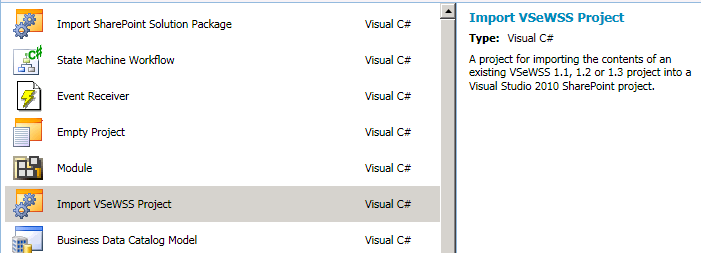 Import SharePoint Solution Package Visual C#
State Machine Workflow Visual C#
Event Receiver Visual C#
Empty Project Visual C#
Module Visual C#
Import VSeWSS Project Visual C#
Business Data Catalog Model Visual C#
Import VSeWSS Project
Type: Visual C#
A project for importing the contents of an
existing VSeWSS 1.1, 1.2 or 1.3 project into a
Visual Studio 2010 SharePoint project.